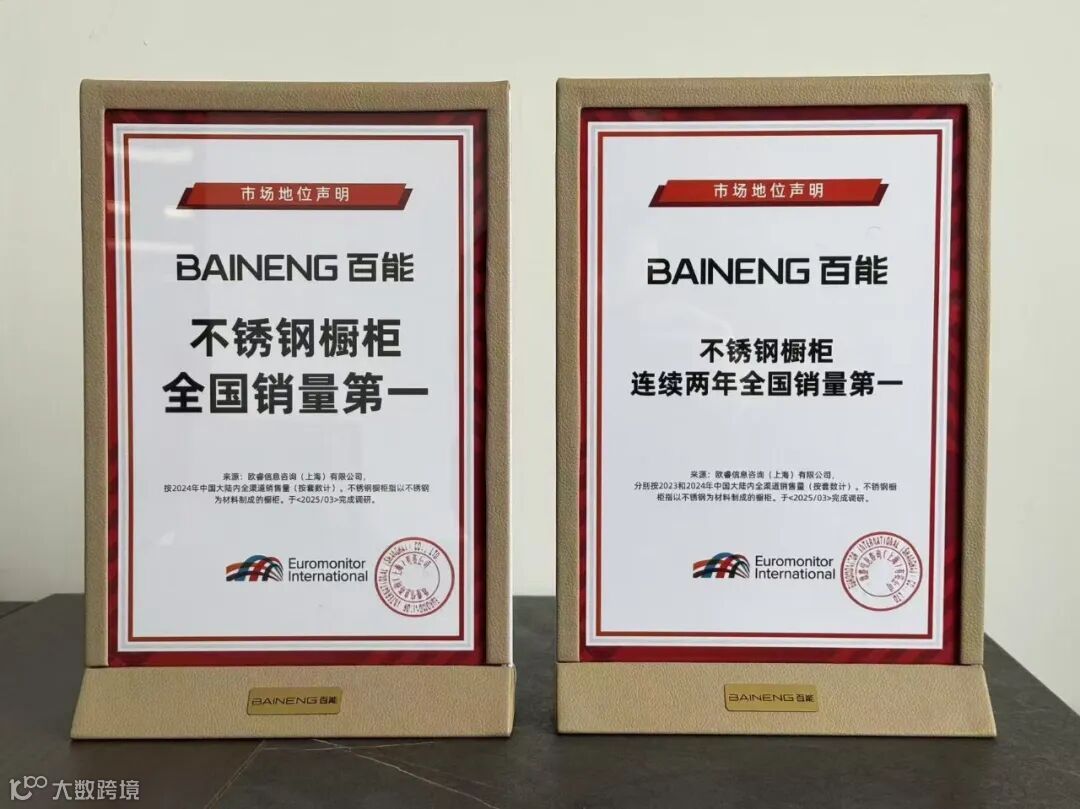 市场地位声明
BAINENG 百能
不锈钢橱柜
全国销量第一
来源：欧睿信息咨询（上海）有限公司，
按2024年中国大陆内全渠道销售量（按套数计）。不锈钢橱柜指以不锈钢
为材料制成的橱柜。于<2025/03>完成调研。
Euromonitor
International
BAINENG 百能
市场地位声明
BAINENG 百能
不锈钢橱柜
连续两年全国销量第一
来源：欧睿信息咨询（上海）有限公司，
分别按2023和2024年中国大陆内全渠道销售量（按套数计）。不锈钢橱
柜指以不锈钢为材料制成的橱柜。于<2025/03>完成调研。
Euromonitor
International
EUROMONITOR INTERNATIONAL (SHANGHAI) CO., LTD
BAINENG 百能
大数跨境